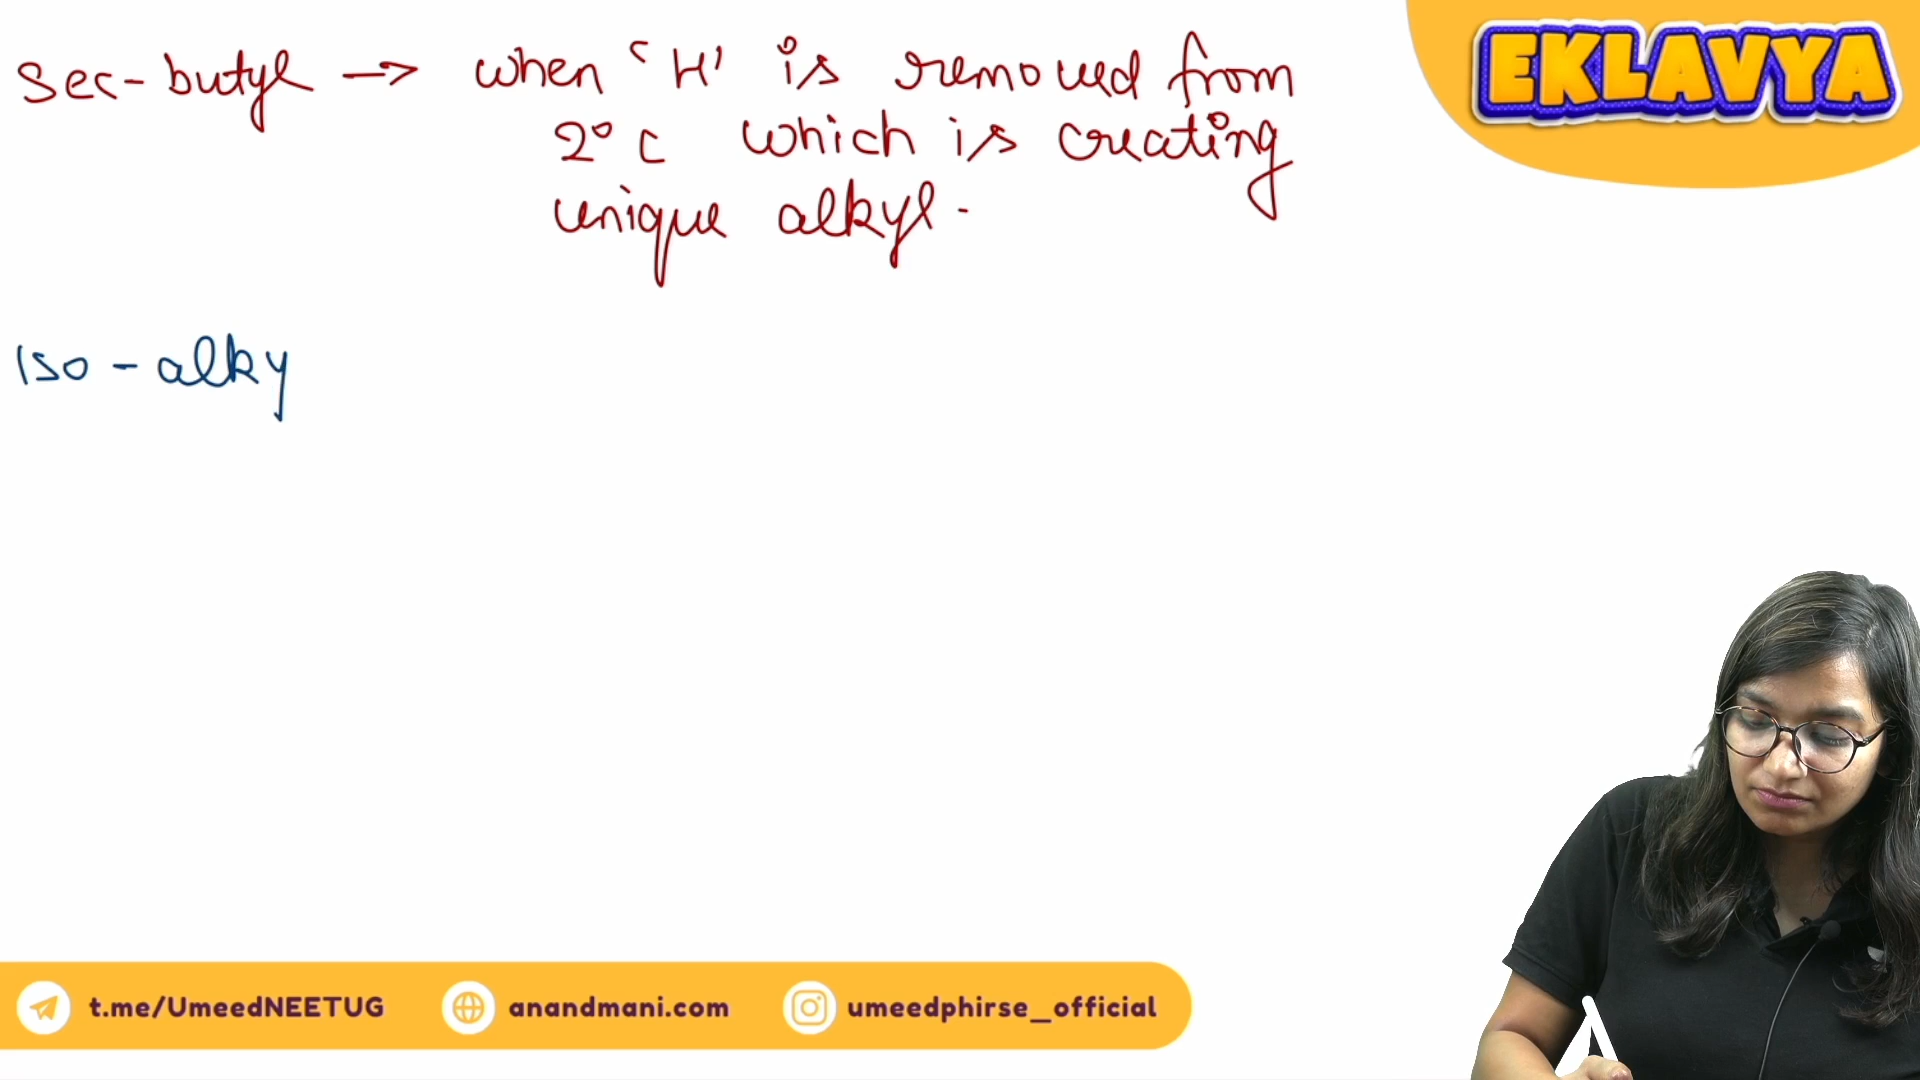 Sec-butyl → when 'H' is removed from
2° C which is creating
unique alkyl.
EKLAVYA
Iso - alky
t.me/UmeedNEETUG
anandmani.com
umeedphirse_official